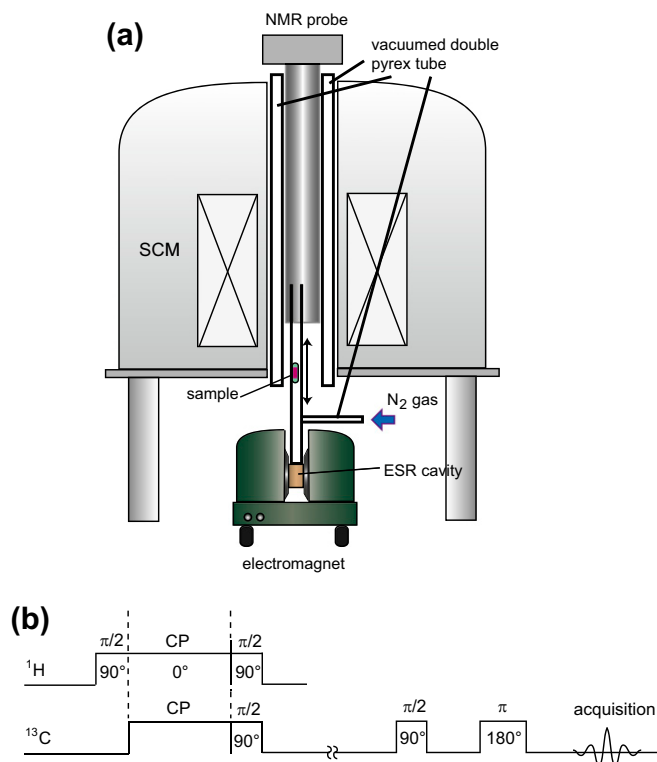 NMR probe
(a)
vacuumed double
pyrex tube
SCM
sample
N2 gas
ESR cavity
electromagnet
(b)
π/2 CP π/2
1H 90° 0° 90°
CP π/2 π/2 π acquisition
13C 90° 90° 180°